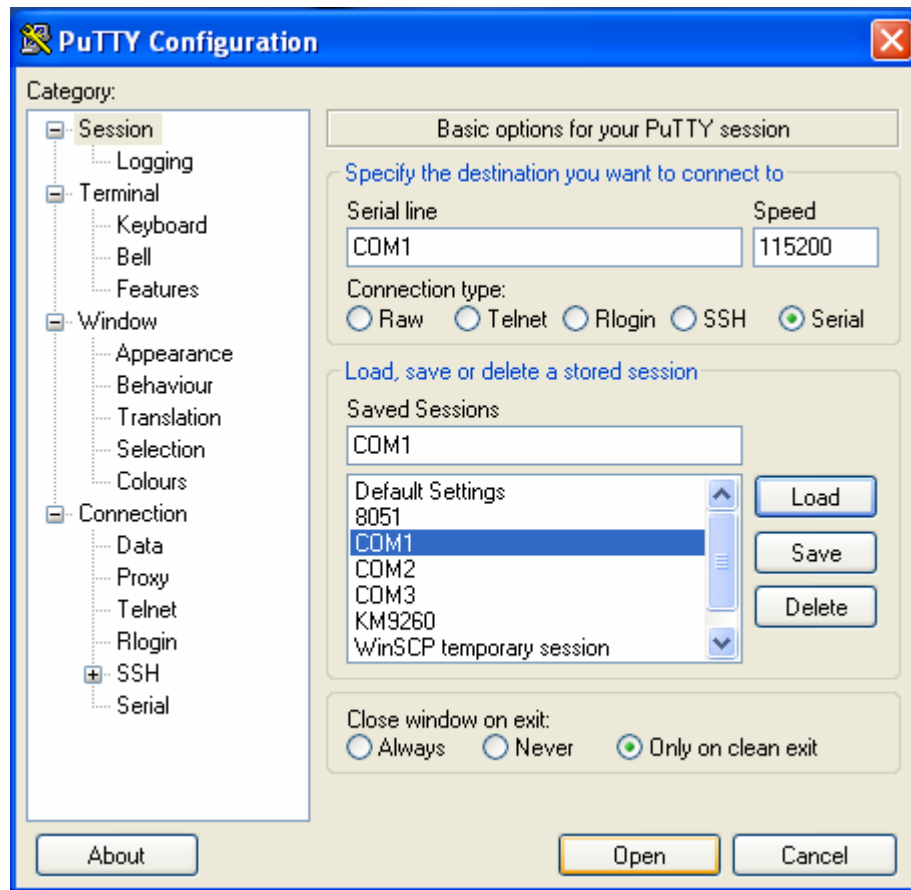 PuTTY Configuration
Category:
Session
Logging
Terminal
Keyboard
Bell
Features
Window
Appearance
Behaviour
Translation
Selection
Colours
Connection
Data
Proxy
Telnet
Rlogin
SSH
Serial
Basic options for your PuTTY session
Specify the destination you want to connect to
Serial line Speed
COM1 115200
Connection type:
Raw Telnet Rlogin SSH Serial
Load, save or delete a stored session
Saved Sessions
COM1
Default Settings
8051
COM1
COM2
COM3
KM9260
WinSCP temporary session
Load
Save
Delete
Close window on exit:
Always Never Only on clean exit
About Open Cancel